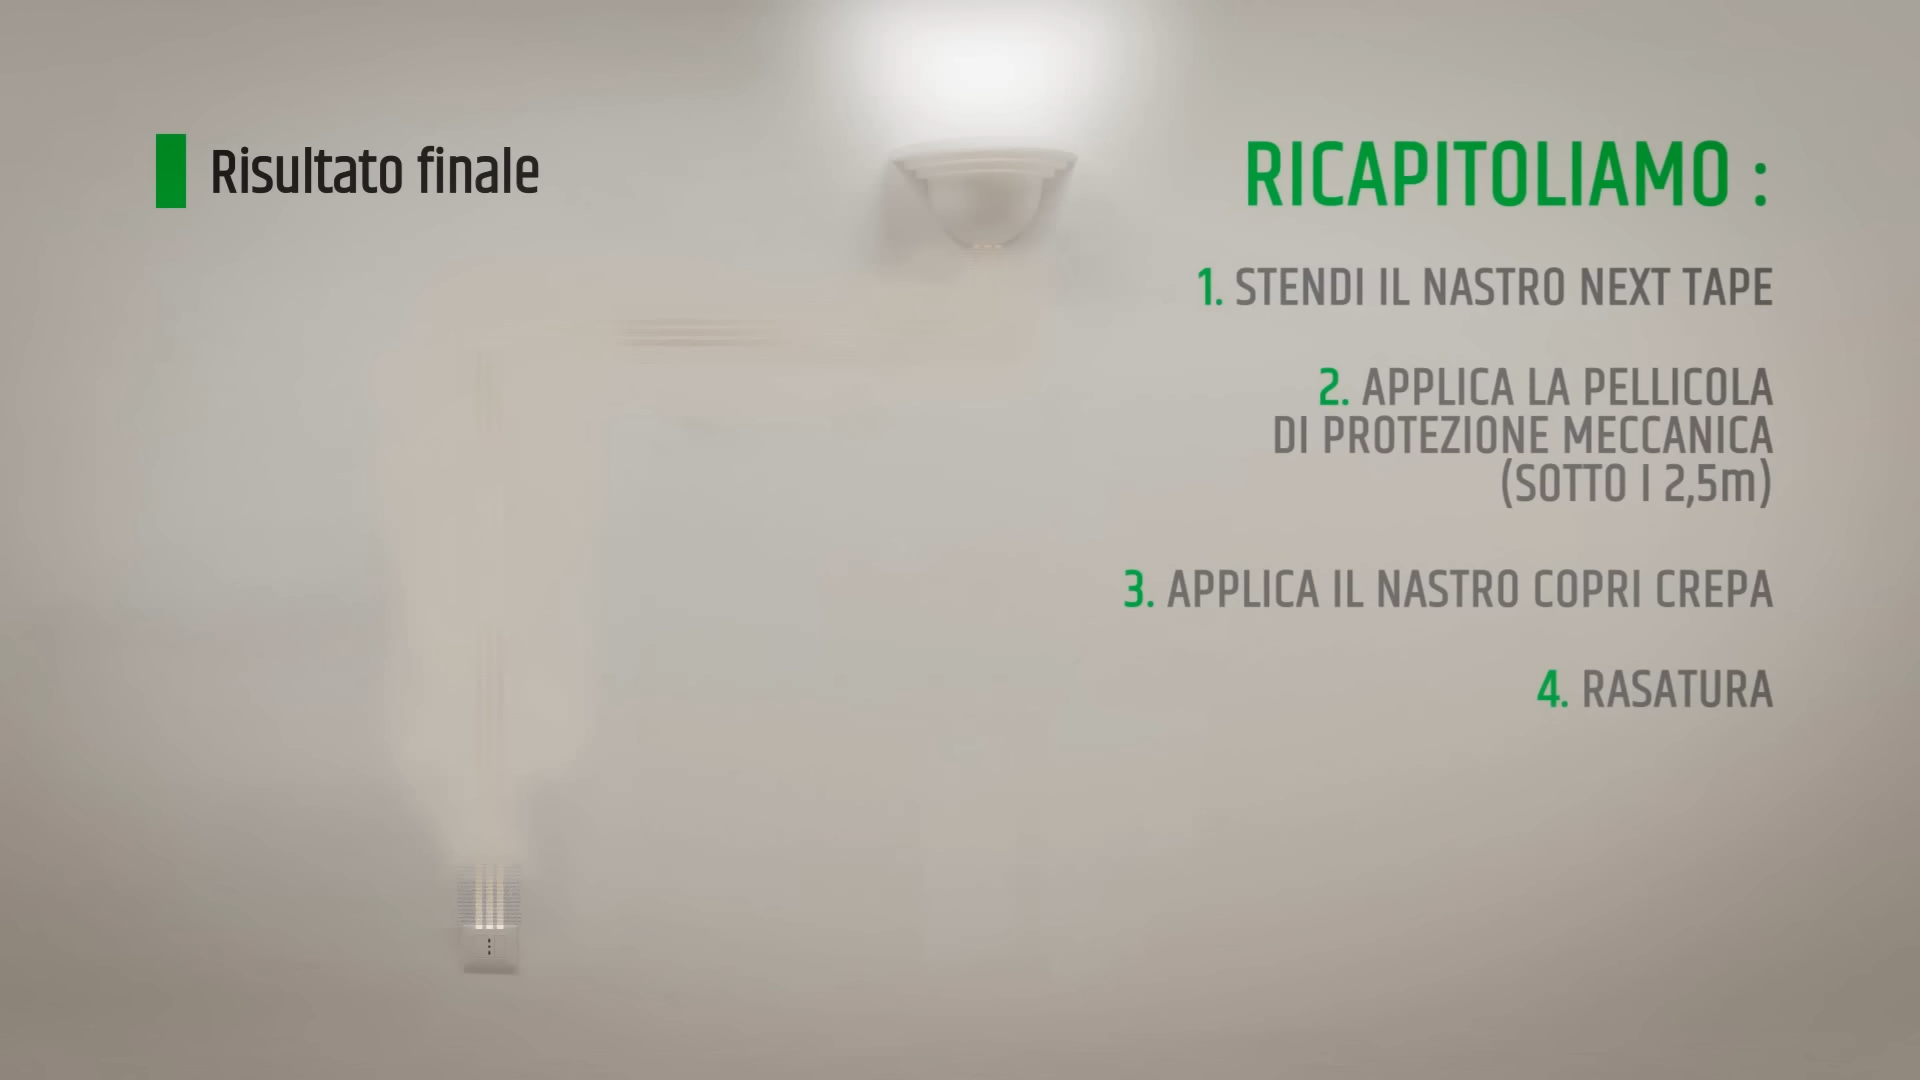 Risultato finale
RICAPITOLIAMO :
1. STENDI IL NASTRO NEXT TAPE
2. APPLICA LA PELLICOLA
DI PROTEZIONE MECCANICA
(SOTTO I 2,5m)
3. APPLICA IL NASTRO COPRI CREPA
4. RASATURA